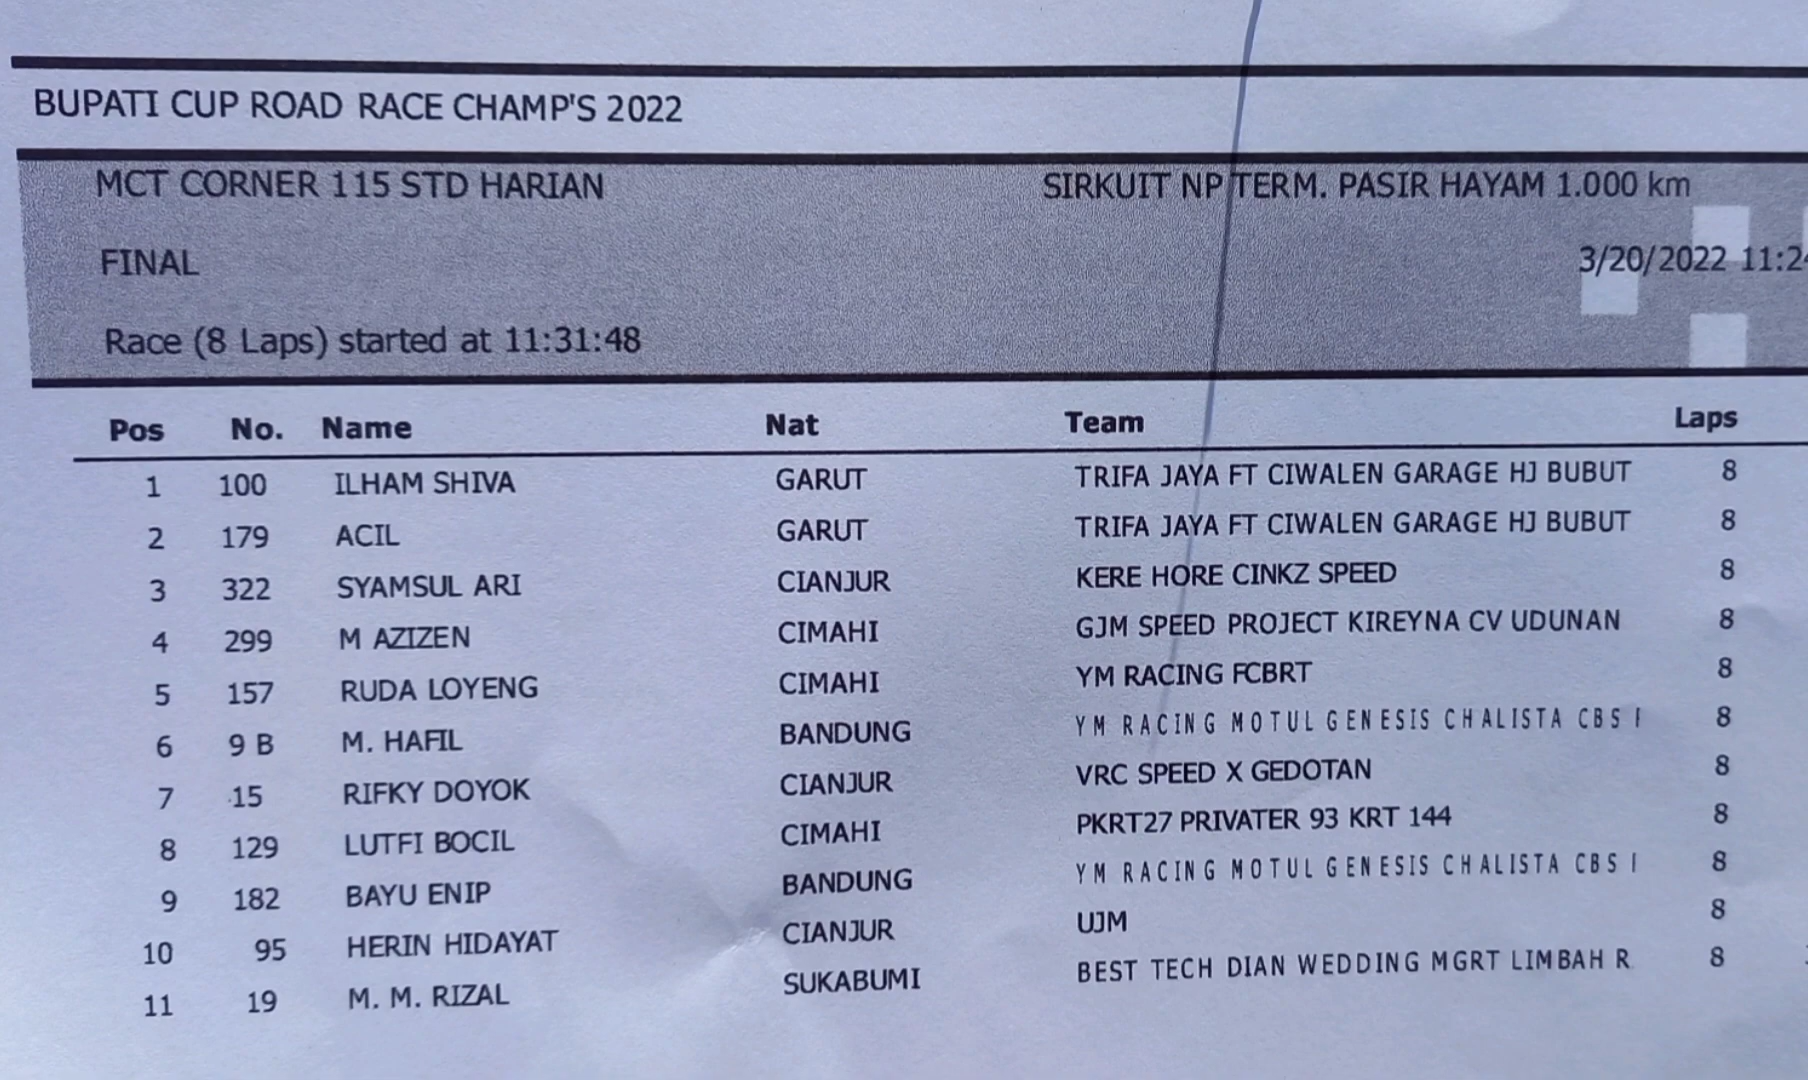 BUPATI CUP ROAD RACE CHAMP'S 2022
MCT CORNER 115 STD HARIAN SIRKUIT NP TERM. PASIR HAYAM 1.000 km
FINAL 3/20/2022 11:2
Race (8 Laps) started at 11:31:48
Pos No. Name Nat Team Laps
1 100 ILHAM SHIVA GARUT TRIFA JAYA FT CIWALEN GARAGE HJ BUBUT 8
2 179 ACIL GARUT TRIFA JAYA FT CIWALEN GARAGE HJ BUBUT 8
3 322 SYAMSUL ARI CIANJUR KERE HORE CINKZ SPEED 8
4 299 M AZIZEN CIMAHI GJM SPEED PROJECT KIREYNA CV UDUNAN 8
5 157 RUDA LOYENG CIMAHI YM RACING FCBRT 8
6 9 B M. HAFIL BANDUNG YM RACING MOTUL GENESIS CHALISTA CBS 8
7 15 RIFKY DOYOK CIANJUR VRC SPEED X GEDOTAN 8
8 129 LUTFI BOCIL CIMAHI PKRT27 PRIVATER 93 KRT 144 8
9 182 BAYU ENIP BANDUNG YM RACING MOTUL GENESIS CHALISTA CBS 8
10 95 HERIN HIDAYAT CIANJUR UJM 8
11 19 M. M. RIZAL SUKABUMI BEST TECH DIAN WEDDING MGRT LIMBAH R 8